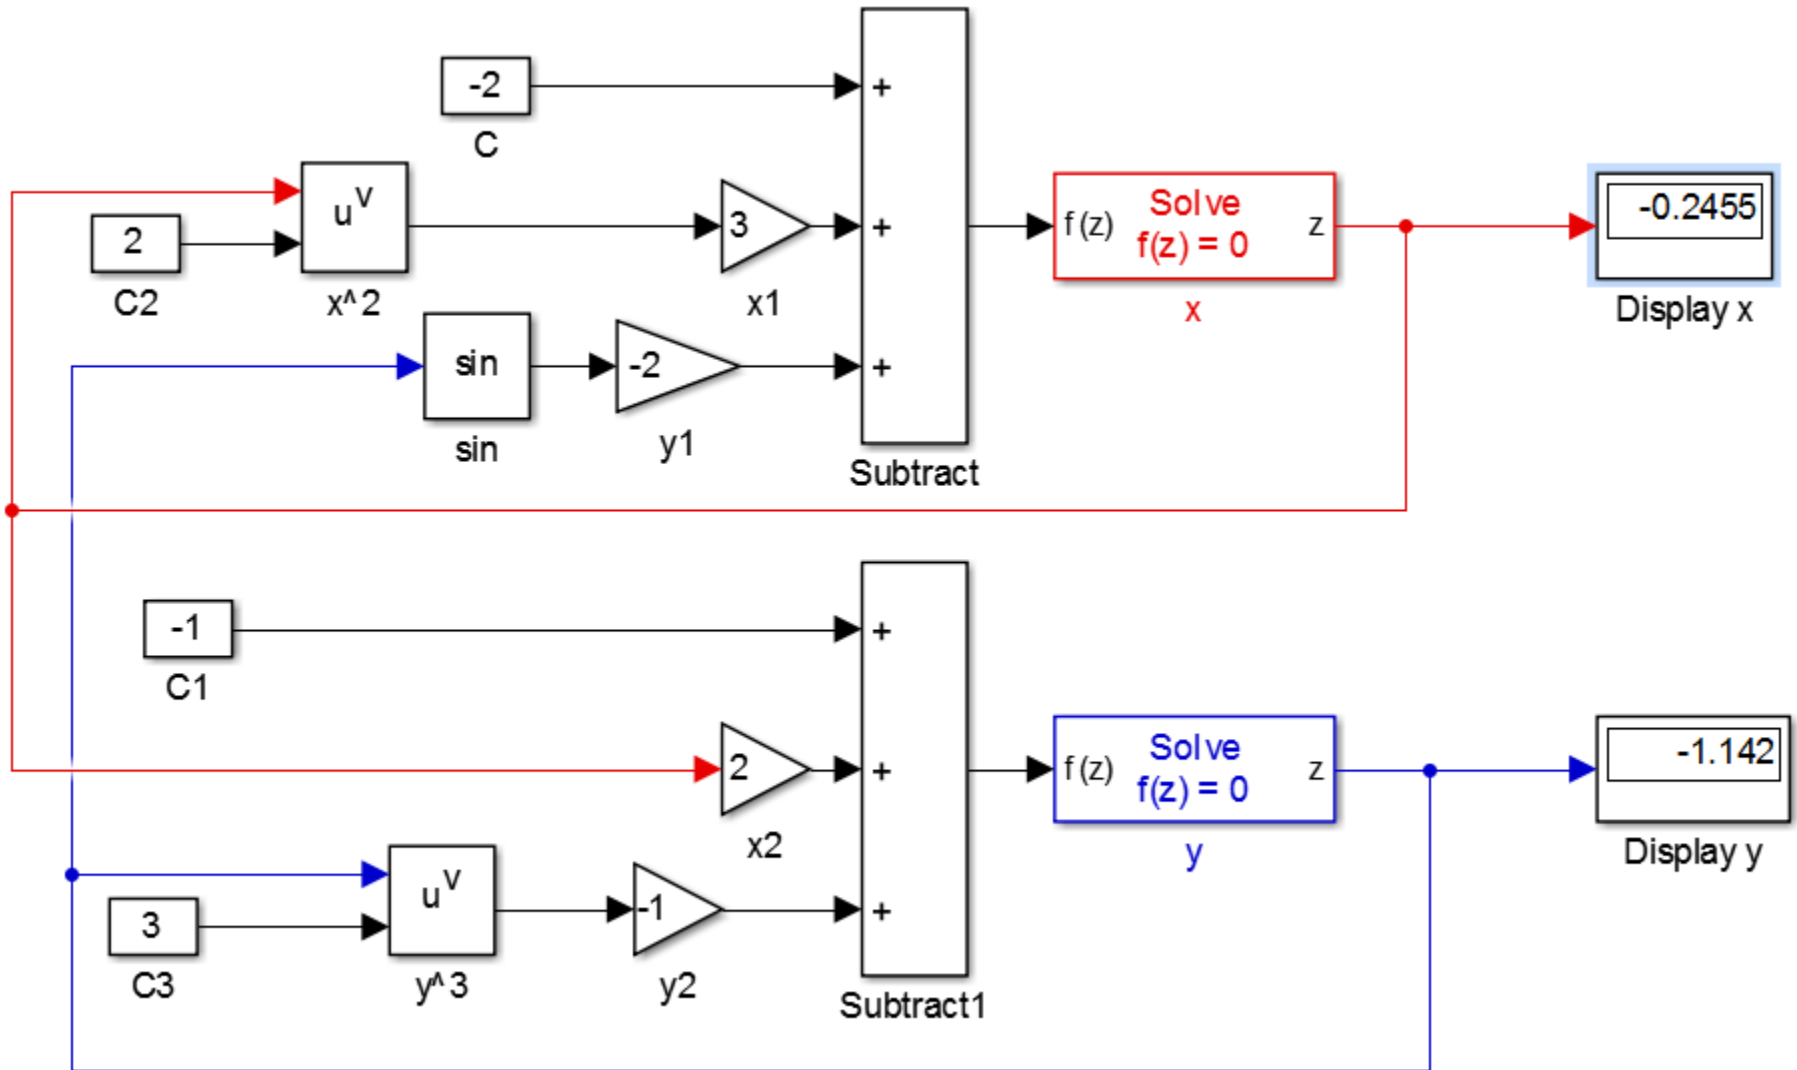 -2
+
C
u^v
3
+
f(z)
Solve
f(z) = 0
z
-0.2455
2
C2
x^2
x1
x
Display x
sin
-2
+
sin
y1
Subtract
-1
+
C1
2
+
f(z)
Solve
f(z) = 0
z
-1.142
x2
y
Display y
u^v
3
-1
+
C3
y^3
y2
Subtract1